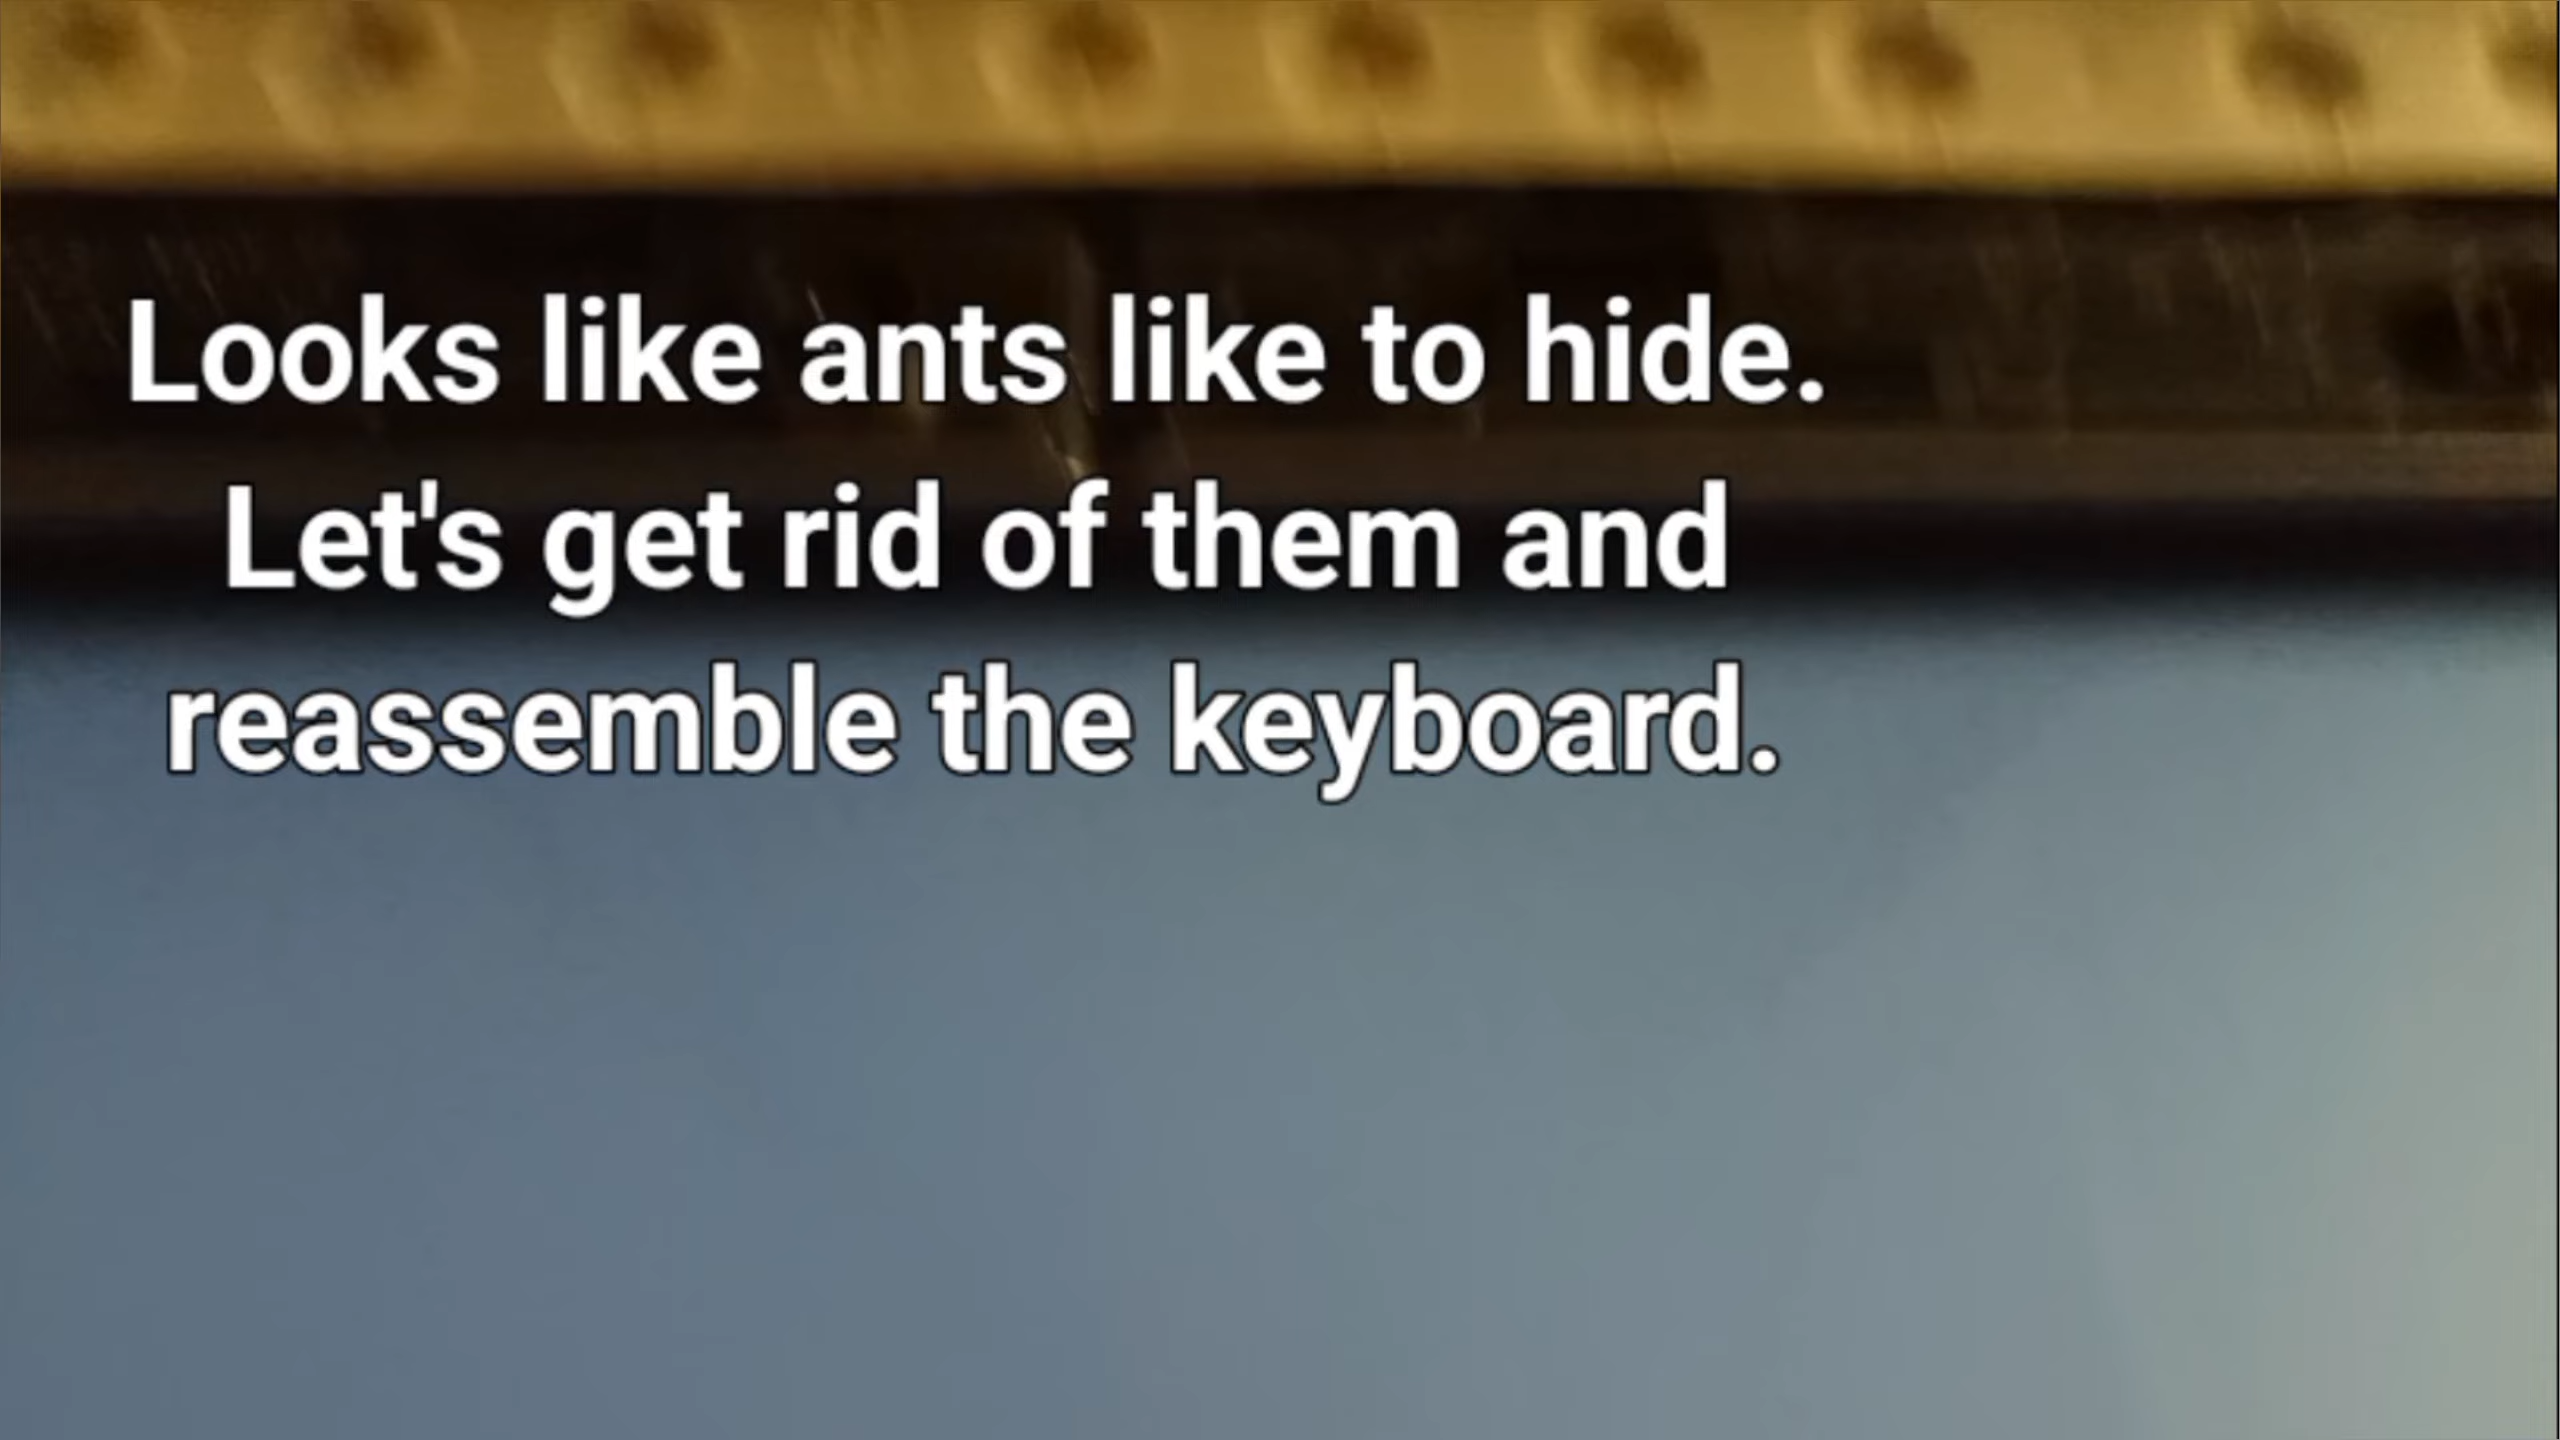 Looks like ants like to hide.
Let's get rid of them and
reassemble the keyboard.